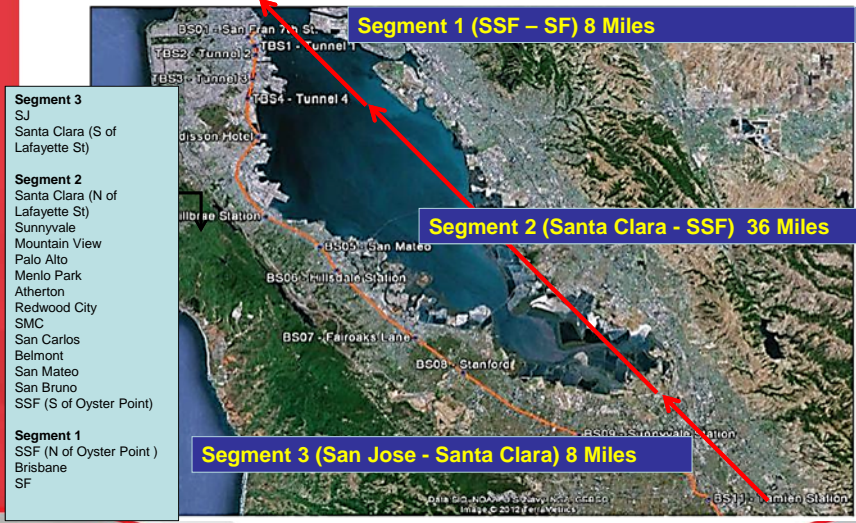 Segment 1 (SSF – SF) 8 Miles
BS01 - San Fran 7th St.
TBS1 - Tunnel 1
TBS2 - Tunnel 2
TBS3 - Tunnel 3
TBS4 - Tunnel 4
Hotel
Station
Segment 2 (Santa Clara - SSF) 36 Miles
BS05 - San Mateo
BS06 - Hillsdale Station
BS07 - Fairoaks Lane
BS08 - Stanford
BS09 - Sunnyvale Station
Segment 3 (San Jose - Santa Clara) 8 Miles
Station
Image © 2012 TerraMetrics
Segment 3
SJ
Santa Clara (S of
Lafayette St)
Segment 2
Santa Clara (N of
Lafayette St)
Sunnyvale
Mountain View
Palo Alto
Menlo Park
Atherton
Redwood City
SMC
San Carlos
Belmont
San Mateo
San Bruno
SSF (S of Oyster Point)
Segment 1
SSF (N of Oyster Point )
Brisbane
SF